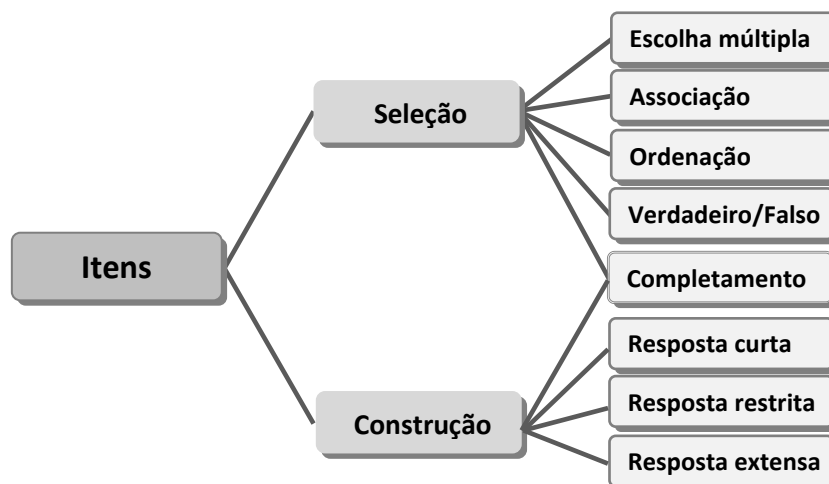 Itens
Seleção
Escolha múltipla
Associação
Ordenação
Verdadeiro/Falso
Completamento
Construção
Resposta curta
Resposta restrita
Resposta extensa